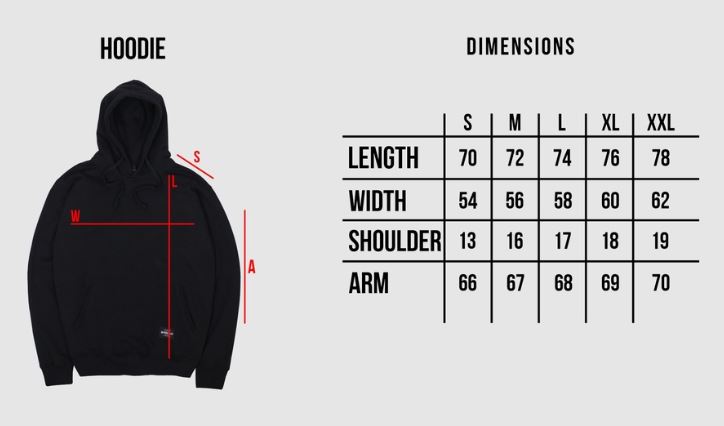 HOODIE
S
L
W
A
DIMENSIONS
S M L XL XXL
LENGTH 70 72 74 76 78
WIDTH 54 56 58 60 62
SHOULDER 13 16 17 18 19
ARM 66 67 68 69 70